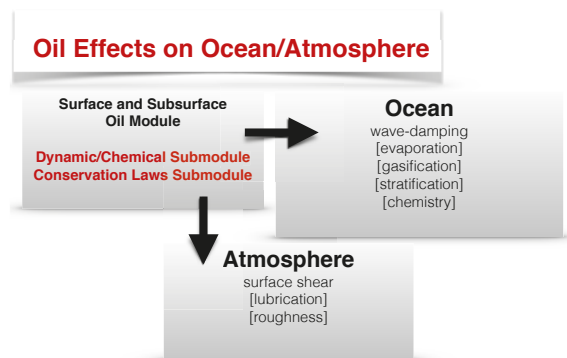 Oil Effects on Ocean/Atmosphere
Surface and Subsurface
Oil Module
Dynamic/Chemical Submodule
Conservation Laws Submodule
Ocean
wave-damping
[evaporation]
[gasification]
[stratification]
[chemistry]
Atmosphere
surface shear
[lubrication]
[roughness]